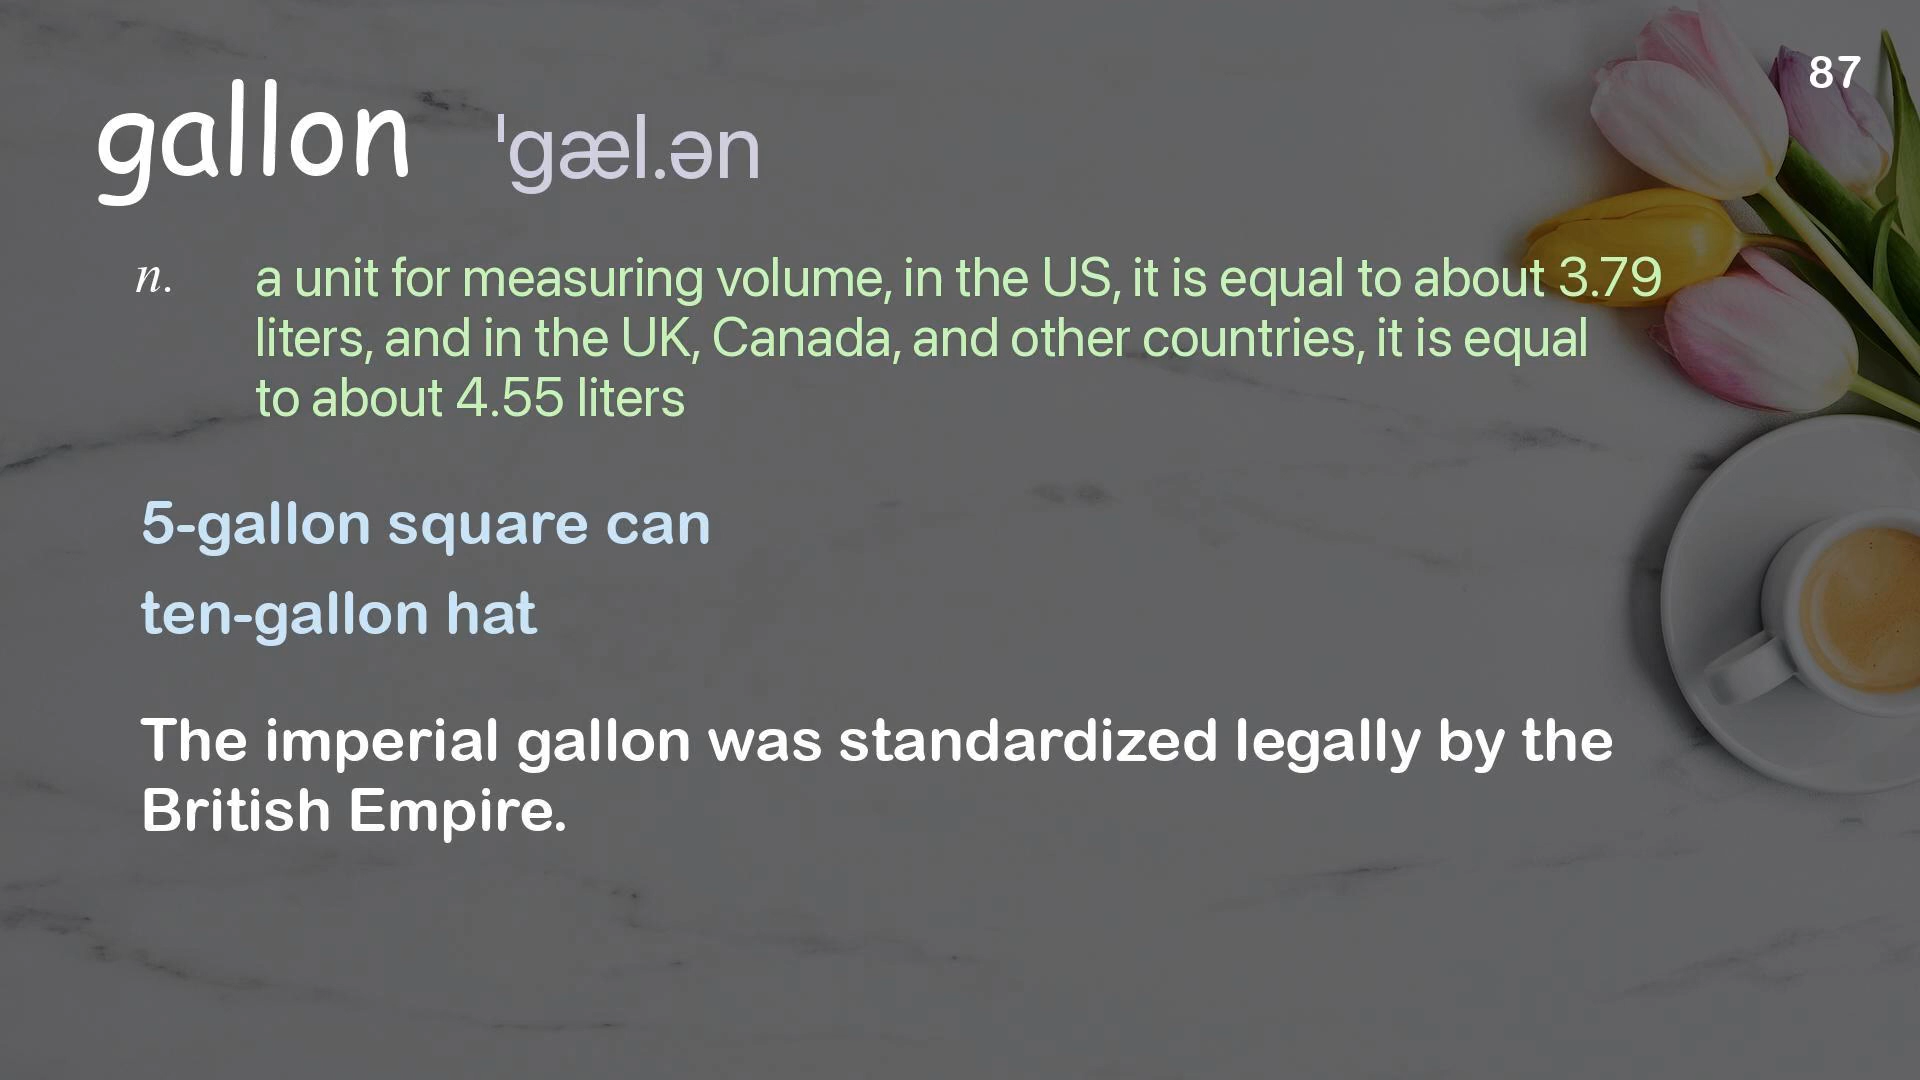 87
gallon ˈgæl.ən
n. a unit for measuring volume, in the US, it is equal to about 3.79
liters, and in the UK, Canada, and other countries, it is equal
to about 4.55 liters
5-gallon square can
ten-gallon hat
The imperial gallon was standardized legally by the
British Empire.